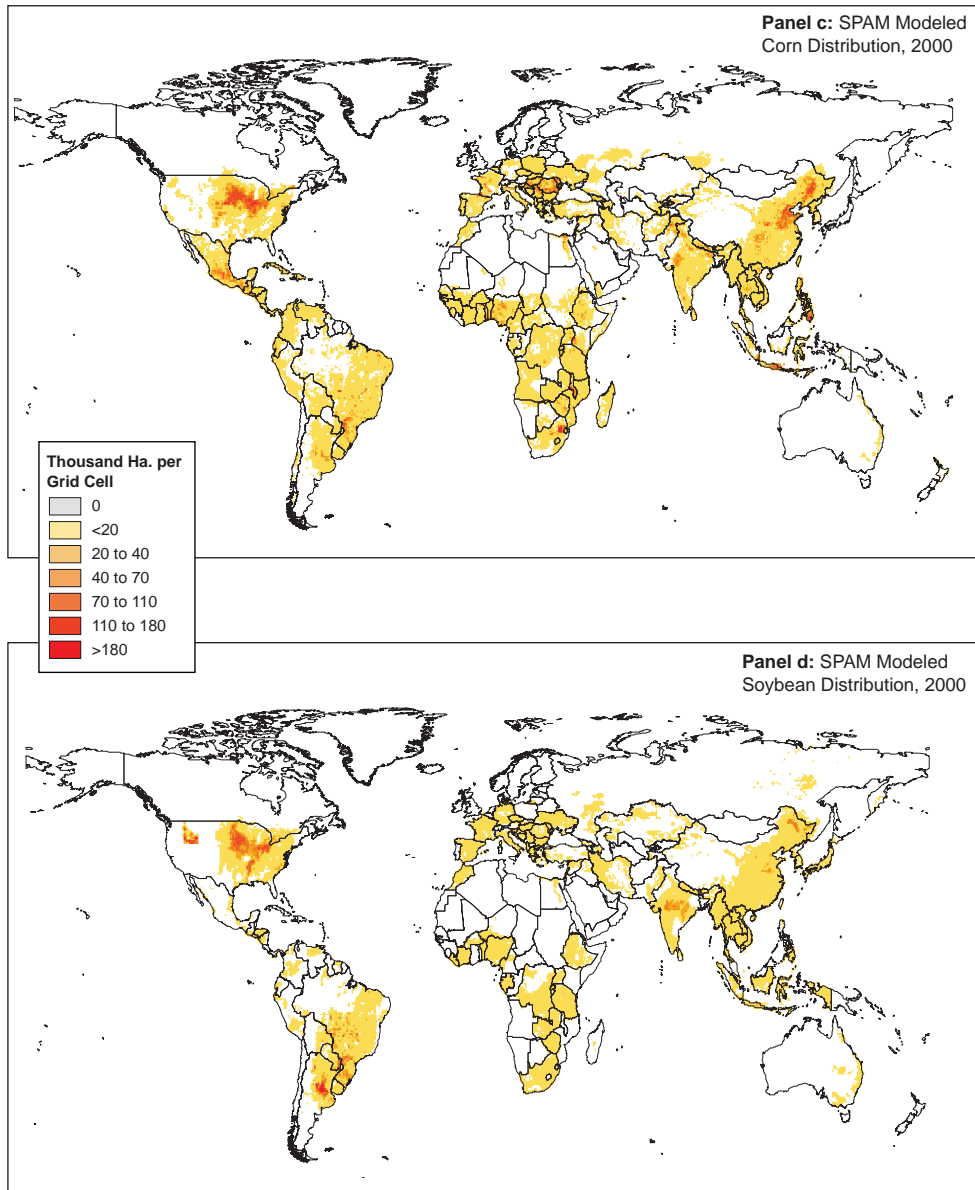 Panel c: SPAM Modeled
Corn Distribution, 2000
Thousand Ha. per
Grid Cell
0
<20
20 to 40
40 to 70
70 to 110
110 to 180
>180
Panel d: SPAM Modeled
Soybean Distribution, 2000